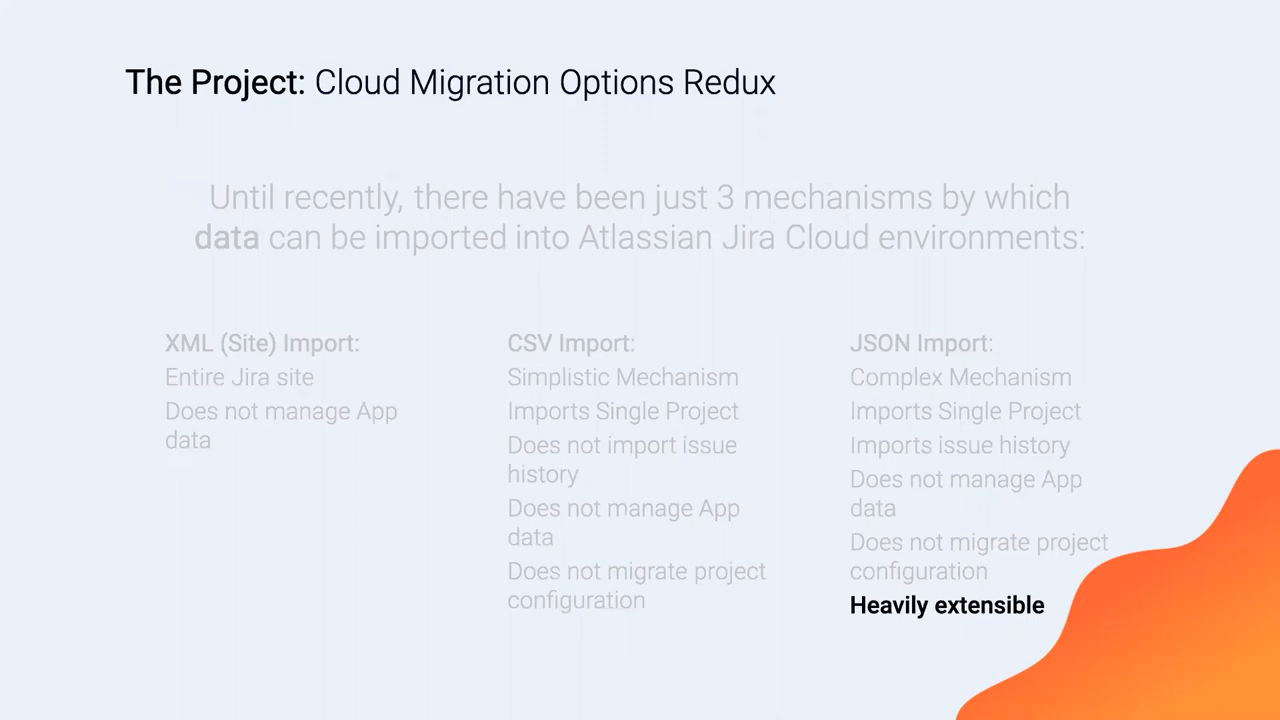 The Project: Cloud Migration Options Redux
Until recently, there have been just 3 mechanisms by which
data can be imported into Atlassian Jira Cloud environments:
XML (Site) Import:
Entire Jira site
Does not manage App
data
CSV Import:
Simplistic Mechanism
Imports Single Project
Does not import issue
history
Does not manage App
data
Does not migrate project
configuration
JSON Import:
Complex Mechanism
Imports Single Project
Imports issue history
Does not manage App
data
Does not migrate project
configuration
Heavily extensible